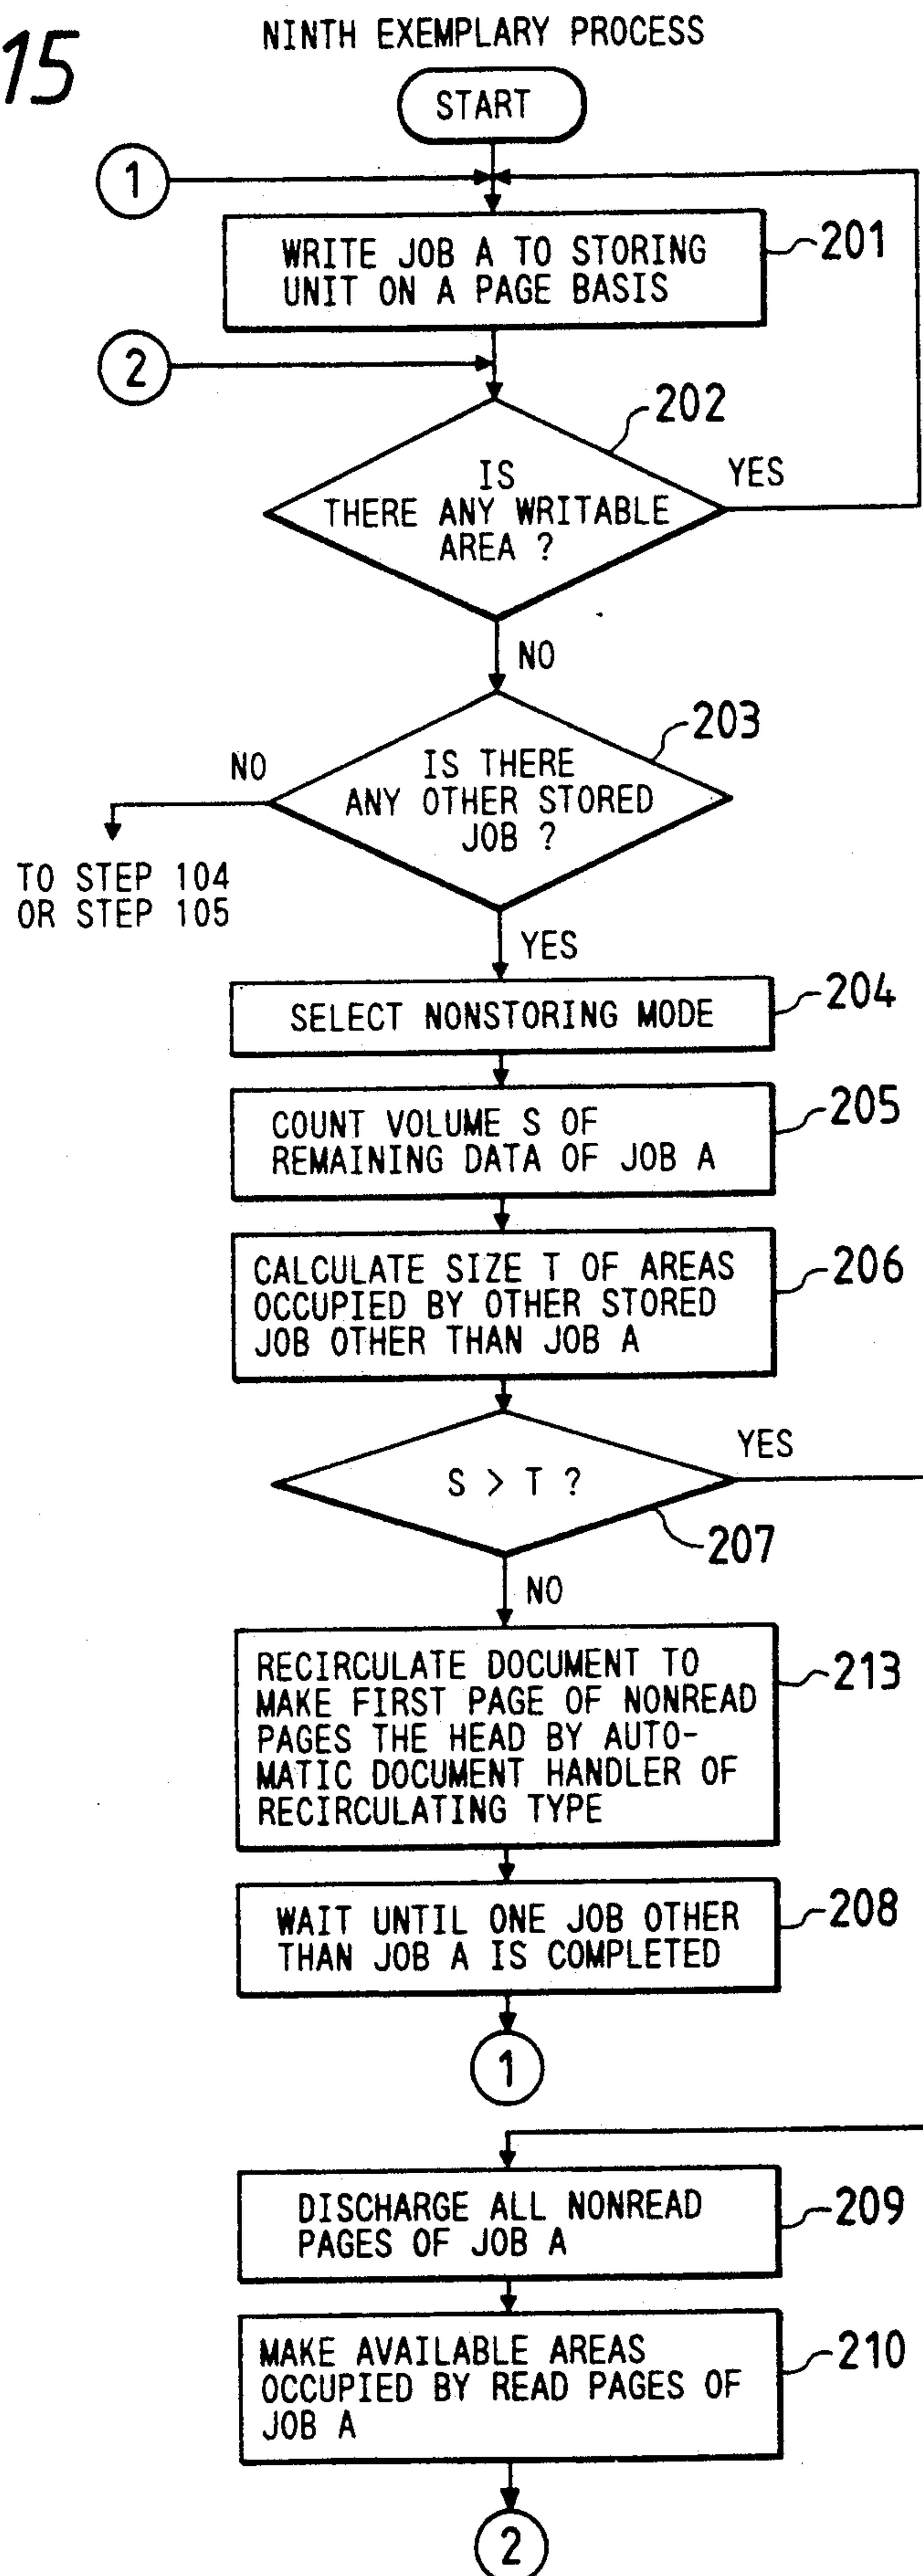 15
NINTH EXEMPLARY PROCESS
START
1
WRITE JOB A TO STORING
UNIT ON A PAGE BASIS
201
2
202
IS
THERE ANY WRITABLE
AREA ?
YES
NO
203
IS THERE
ANY OTHER STORED
JOB ?
NO
TO STEP 104
OR STEP 105
YES
SELECT NONSTORING MODE
204
COUNT VOLUME S OF
REMAINING DATA OF JOB A
205
CALCULATE SIZE T OF AREAS
OCCUPIED BY OTHER STORED
JOB OTHER THAN JOB A
206
S > T ?
YES
207
NO
RECIRCULATE DOCUMENT TO
MAKE FIRST PAGE OF NONREAD
PAGES THE HEAD BY AUTO-
MATIC DOCUMENT HANDLER OF
RECIRCULATING TYPE
213
WAIT UNTIL ONE JOB OTHER
THAN JOB A IS COMPLETED
208
1
DISCHARGE ALL NONREAD
PAGES OF JOB A
209
MAKE AVAILABLE AREAS
OCCUPIED BY READ PAGES OF
JOB A
210
2